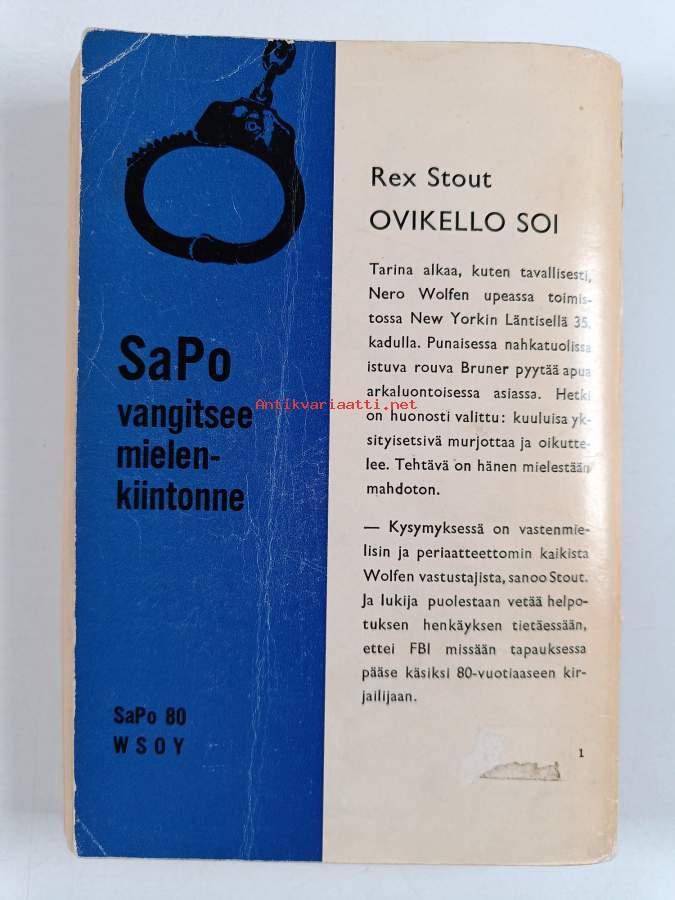 SaPo
vangitsee
mielen-
kiintonne
SaPo 80
WSOY
Rex Stout
OVIKELLO SOI
Tarina alkaa, kuten tavallisesti,
Nero Wolfen upeassa toimis-
tossa New Yorkin Läntisellä 35.
kadulla. Punaisessa nahkatuolissa
istuva rouva Bruner pyytää apua
arkaluontoisessa asiassa. Hetki
on huonosti valittu: kuuluisa yk-
sityisetsivä murjottaa ja oikutte-
lee. Tehtävä on hänen mielestään
mahdoton.
— Kysymyksessä on vastenmie-
lisin ja periaatteettomin kaikista
Wolfen vastustajista, sanoo Stout.
Ja lukija puolestaan vetää helpo-
tuksen henkäyksen tietäessään,
ettei FBI missään tapauksessa
pääse käsiksi 80-vuotiaaseen kir-
jailijaan.
1
Antikvariaatti.net